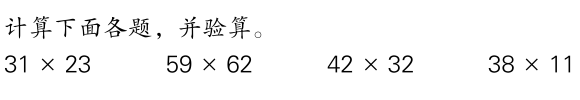 计算下面各题，并验算。
31 × 23 59 × 62 42 × 32 38 × 11